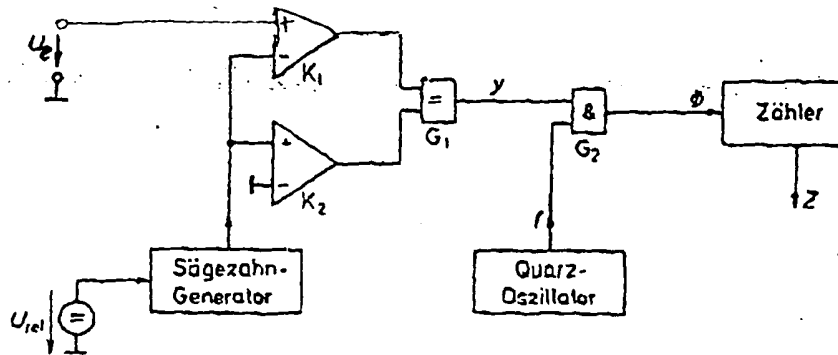 Ue
+
-
K1
=
G1
y
&
G2
Φ
Zähler
Z
+
-
K2
f
Sägezahn-
Generator
Quarz-
Oszillator
Uref
=